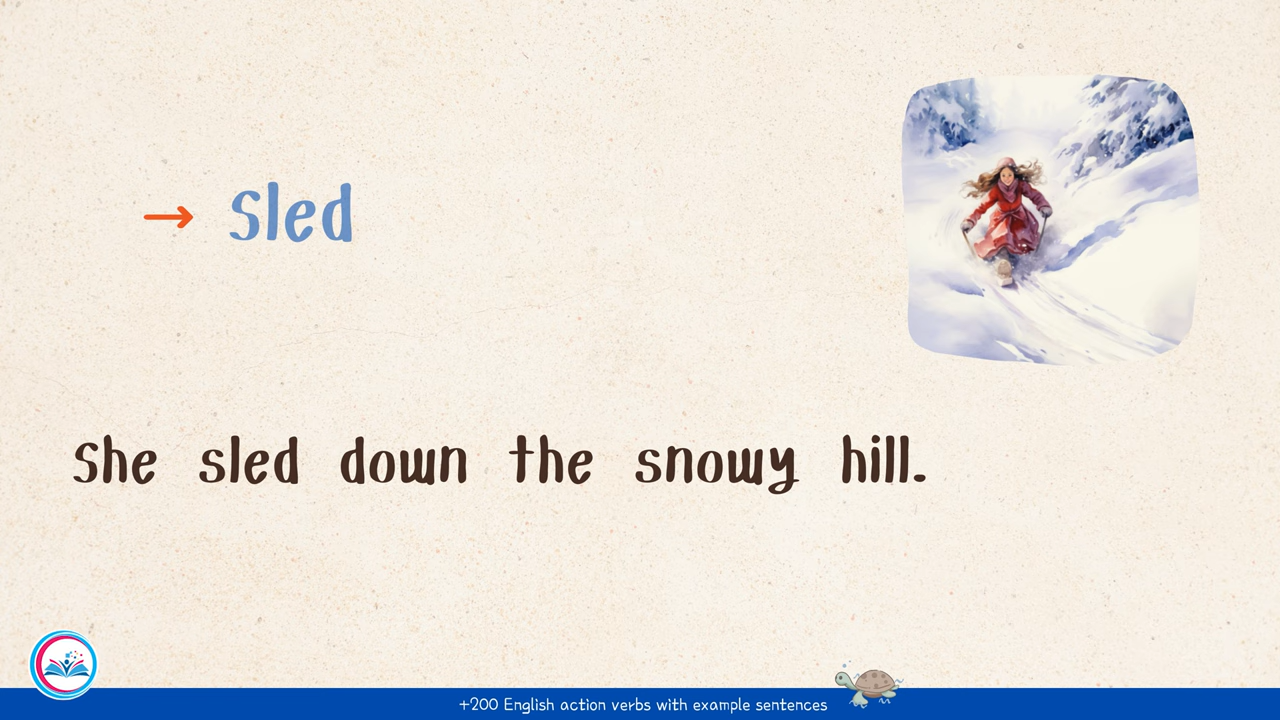 → Sled
She sled down the snowy hill.
+200 English action verbs with example sentences